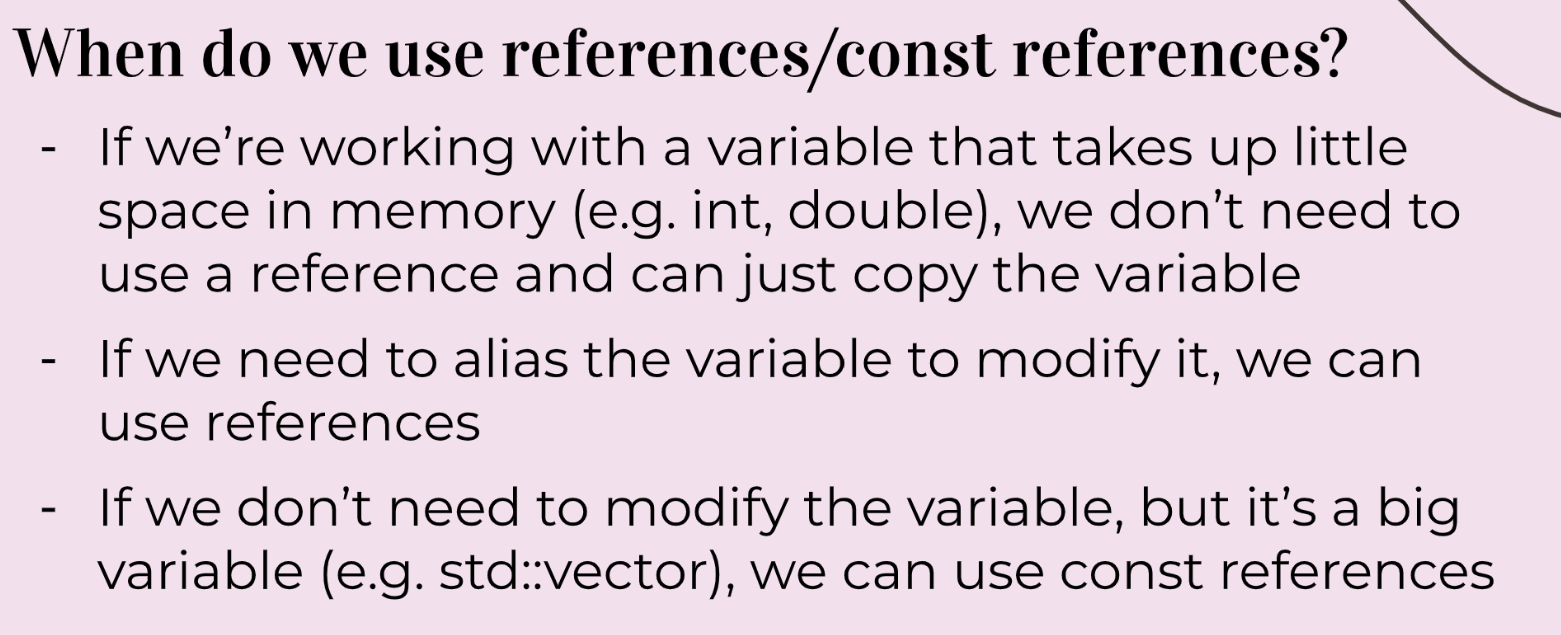 When do we use references/const references?
- If we’re working with a variable that takes up little
space in memory (e.g. int, double), we don’t need to
use a reference and can just copy the variable
- If we need to alias the variable to modify it, we can
use references
- If we don’t need to modify the variable, but it’s a big
variable (e.g. std::vector), we can use const references